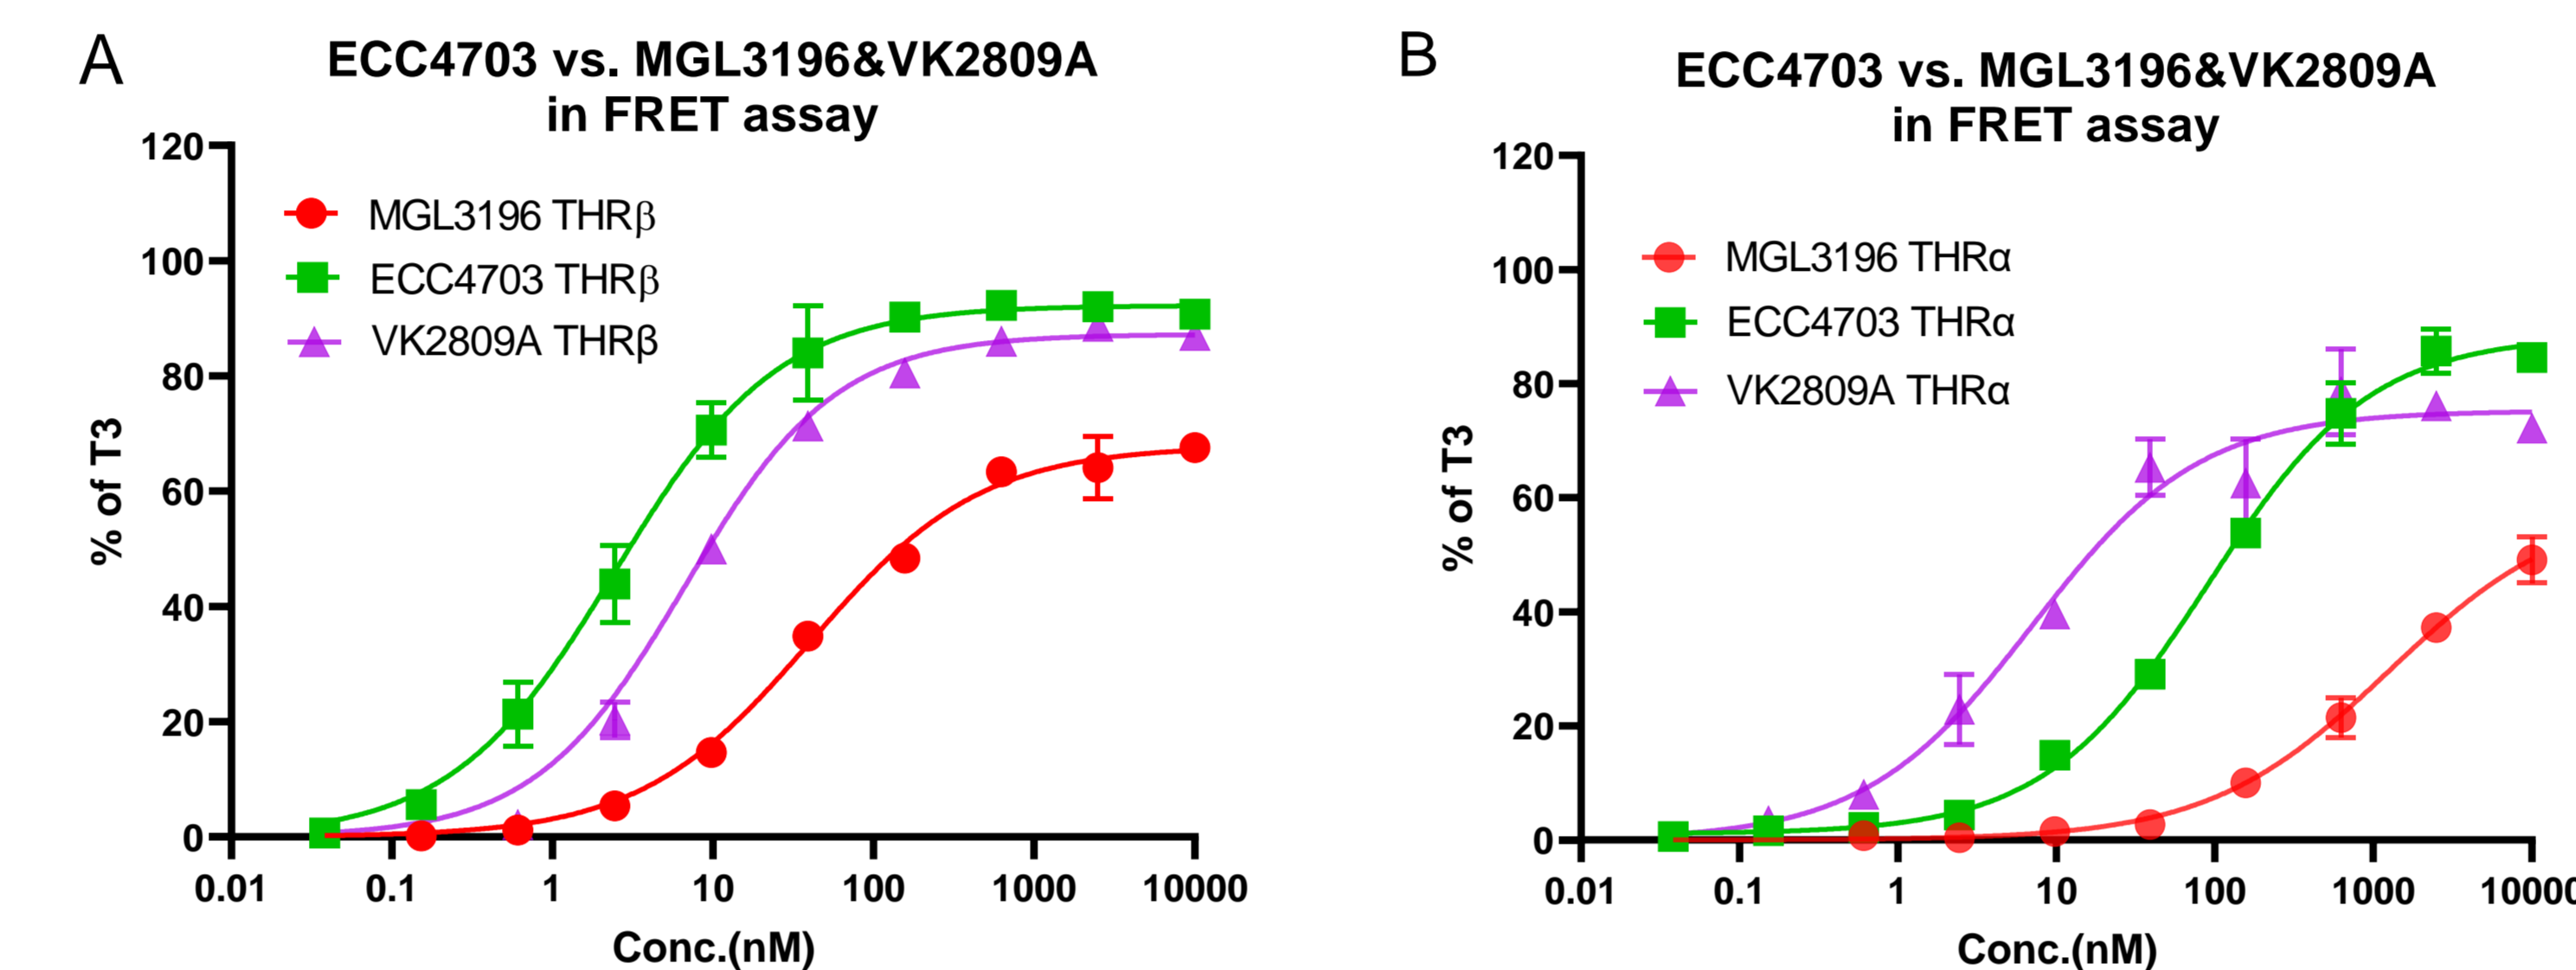 A
ECC4703 vs. MGL3196&VK2809A
in FRET assay
120
100
80
60
40
20
0
% of T3
MGL3196 THRβ
ECC4703 THRβ
VK2809A THRβ
0.01 0.1 1 10 100 1000 10000
Conc.(nM)
B
ECC4703 vs. MGL3196&VK2809A
in FRET assay
120
100
80
60
40
20
0
% of T3
MGL3196 THRα
ECC4703 THRα
VK2809A THRα
0.01 0.1 1 10 100 1000 10000
Conc.(nM)